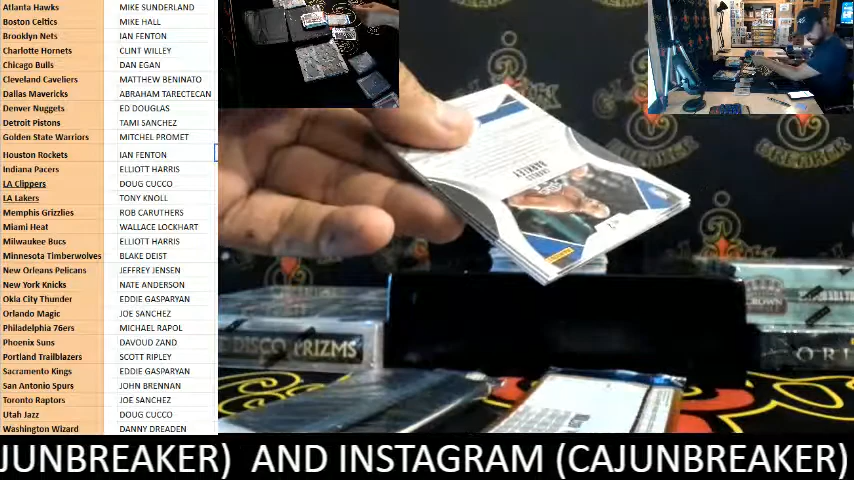 Atlanta Hawks MIKE SUNDERLAND
Boston Celtics MIKE HALL
Brooklyn Nets IAN FENTON
Charlotte Hornets CLINT WILLEY
Chicago Bulls DAN EGAN
Cleveland Caveliers MATTHEW BENINATO
Dallas Mavericks ABRAHAM TARECTECAN
Denver Nuggets ED DOUGLAS
Detroit Pistons TAMI SANCHEZ
Golden State Warriors MITCHEL PROMET
Houston Rockets IAN FENTON
Indiana Pacers ELLIOTT HARRIS
LA Clippers DOUG CUCCO
LA Lakers TONY KNOLL
Memphis Grizzlies ROB CARUTHERS
Miami Heat WALLACE LOCKHART
Milwaukee Bucs ELLIOTT HARRIS
Minnesota Timberwolves BLAKE DEIST
New Orleans Pelicans JEFFREY JENSEN
New York Knicks NATE ANDERSON
Okla City Thunder EDDIE GASPARYAN
Orlando Magic JOE SANCHEZ
Philadelphia 76ers MICHAEL RAPOL
Phoenix Suns DAVOUD ZAND
Portland Trailblazers SCOTT RIPLEY
Sacramento Kings EDDIE GASPARYAN
San Antonio Spurs JOHN BRENNAN
Toronto Raptors JOE SANCHEZ
Utah Jazz DOUG CUCCO
Washington Wizard DANNY DREADEN
BREAKER
CHARLES BARKLEY
CROWN
DISCO PRIZMS
ORI
JUNBREAKER) AND INSTAGRAM (CAJUNBREAKER)